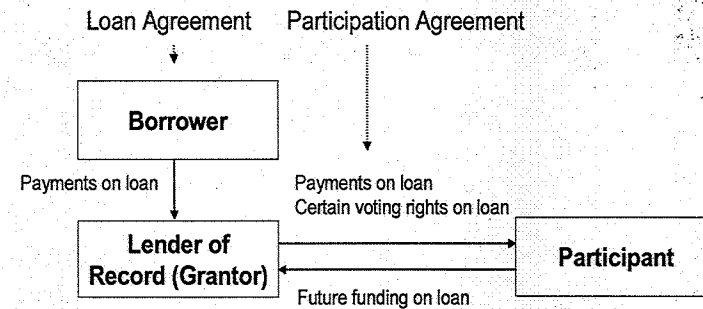 Loan Agreement
Participation Agreement
Borrower
Payments on loan
Payments on loan
Certain voting rights on loan
Lender of
Record (Grantor)
Participant
Future funding on loan